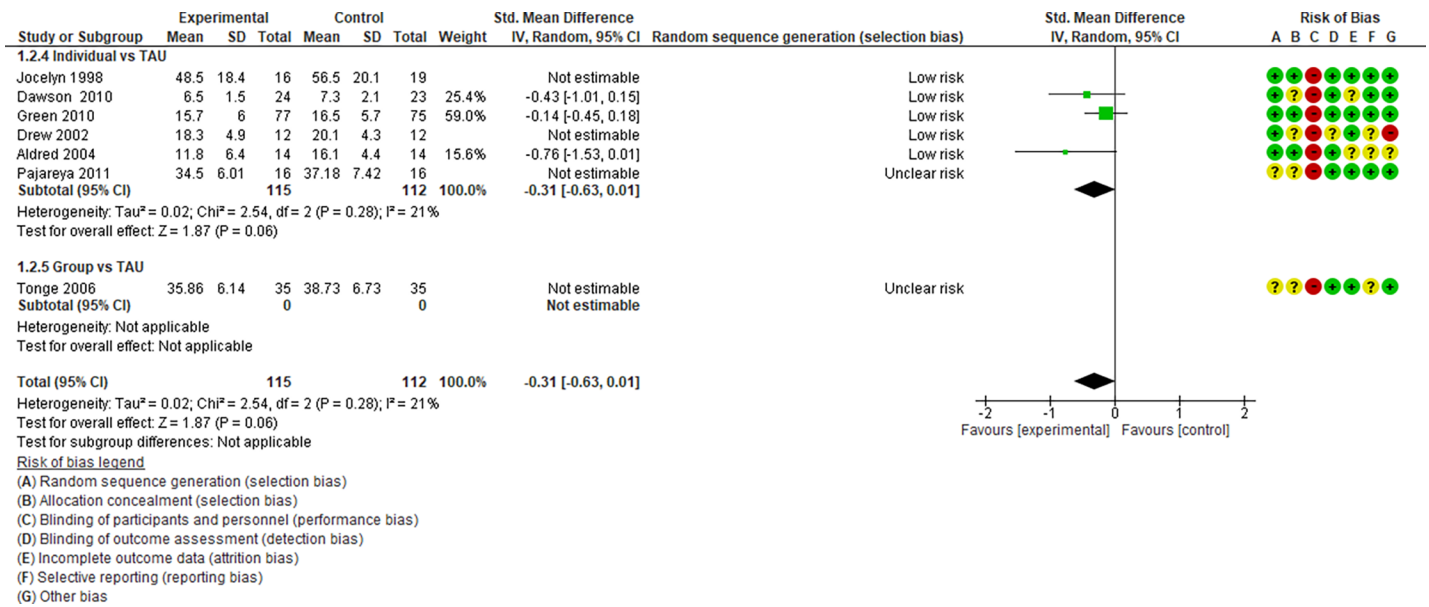 Experimental Control Std. Mean Difference Std. Mean Difference Risk of Bias
Study or Subgroup Mean SD Total Mean SD Total Weight IV, Random, 95% CI Random sequence generation (selection bias) IV, Random, 95% CI A B C D E F G
1.2.4 Individual vs TAU
Jocelyn 1998 48.5 18.4 16 56.5 20.1 19 Not estimable Low risk + + - + + + +
Dawson 2010 6.5 1.5 24 7.3 2.1 23 25.4% -0.43 [-1.01, 0.15] Low risk + ? - + ? + +
Green 2010 15.7 6 77 16.5 5.7 75 59.0% -0.14 [-0.45, 0.18] Low risk + + - + + + +
Drew 2002 18.3 4.9 12 20.1 4.3 12 Not estimable Low risk + ? - ? + ? -
Aldred 2004 11.8 6.4 14 16.1 4.4 14 15.6% -0.76 [-1.53, 0.01] Low risk + + - + ? ? ?
Pajareya 2011 34.5 6.01 16 37.18 7.42 16 Not estimable Unclear risk ? ? - + + + +
Subtotal (95% CI) 115 112 100.0% -0.31 [-0.63, 0.01]
Heterogeneity: Tau² = 0.02; Chi² = 2.54, df = 2 (P = 0.28); I² = 21%
Test for overall effect: Z = 1.87 (P = 0.06)
1.2.5 Group vs TAU
Tonge 2006 35.86 6.14 35 38.73 6.73 35 Not estimable Unclear risk ? ? - + + ? +
Subtotal (95% CI) 0 0 Not estimable
Heterogeneity: Not applicable
Test for overall effect: Not applicable
Total (95% CI) 115 112 100.0% -0.31 [-0.63, 0.01]
Heterogeneity: Tau² = 0.02; Chi² = 2.54, df = 2 (P = 0.28); I² = 21%
Test for overall effect: Z = 1.87 (P = 0.06)
Test for subgroup differences: Not applicable
-2 -1 0 1 2
Favours [experimental] Favours [control]
Risk of bias legend
(A) Random sequence generation (selection bias)
(B) Allocation concealment (selection bias)
(C) Blinding of participants and personnel (performance bias)
(D) Blinding of outcome assessment (detection bias)
(E) Incomplete outcome data (attrition bias)
(F) Selective reporting (reporting bias)
(G) Other bias